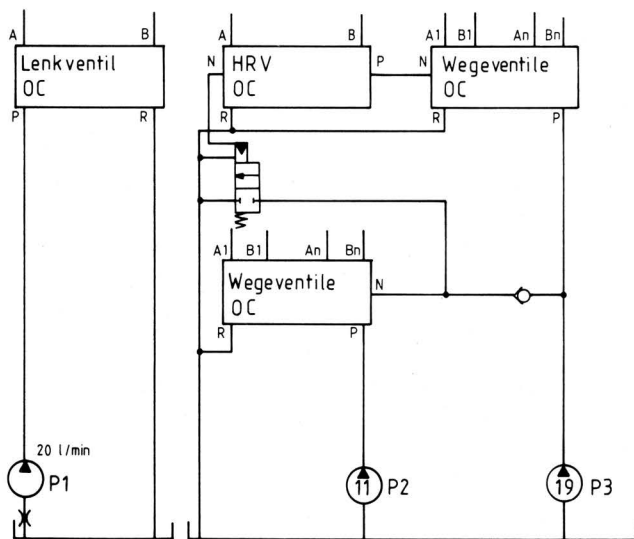 A B A B A1 B1 An Bn
Lenkventil
OC
N HRV P
OC
N Wegeventile
OC
P R R R P
A1 B1 An Bn
Wegeventile N
OC
R P
20 l/min
P1
11 P2
19 P3